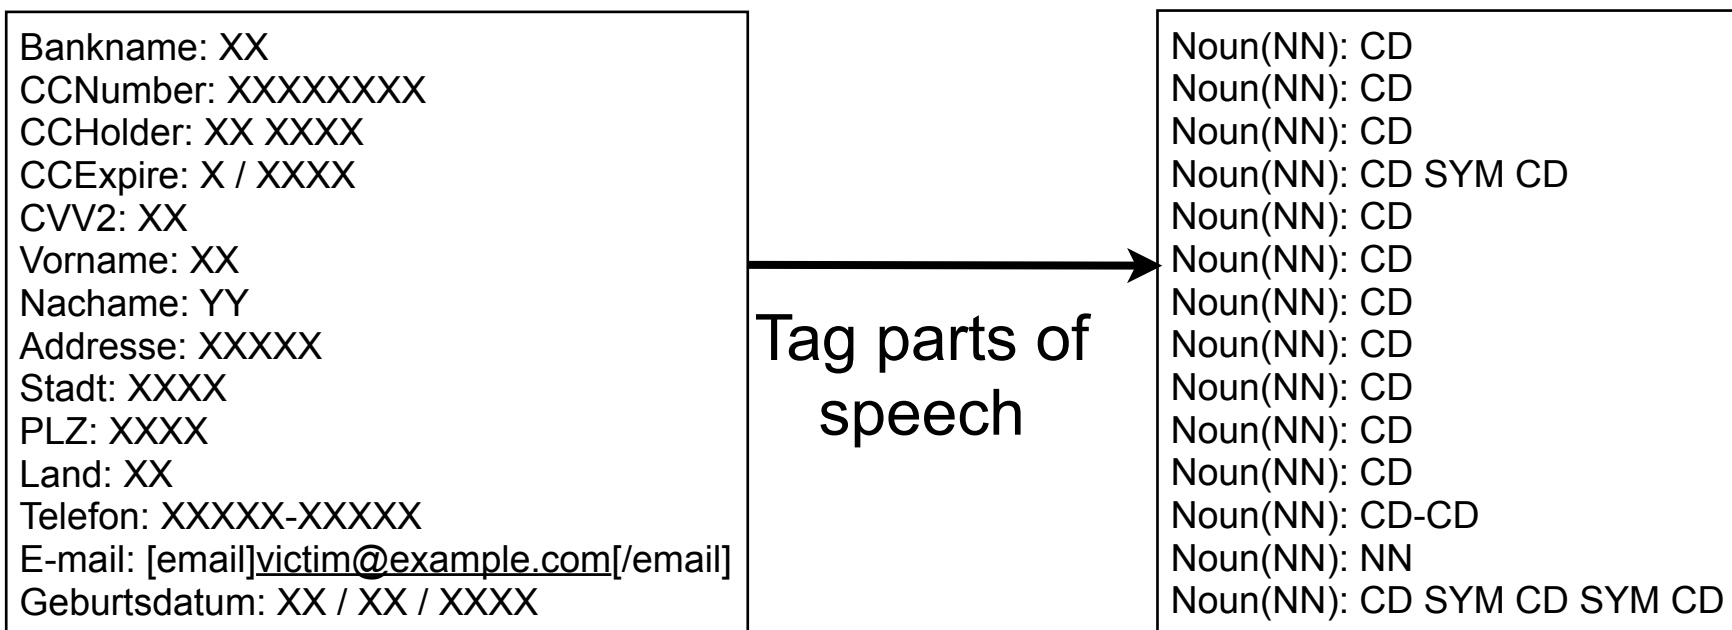 Bankname: XX
CCNumber: XXXXXXXX
CCHolder: XX XXXX
CCExpire: X / XXXX
CVV2: XX
Vorname: XX
Nachame: YY
Addresse: XXXXX
Stadt: XXXX
PLZ: XXXX
Land: XX
Telefon: XXXXX-XXXXX
E-mail: [email]victim@example.com[/email]
Geburtsdatum: XX / XX / XXXX
Tag parts of
speech
Noun(NN): CD
Noun(NN): CD
Noun(NN): CD
Noun(NN): CD SYM CD
Noun(NN): CD
Noun(NN): CD
Noun(NN): CD
Noun(NN): CD
Noun(NN): CD
Noun(NN): CD
Noun(NN): CD
Noun(NN): CD-CD
Noun(NN): NN
Noun(NN): CD SYM CD SYM CD